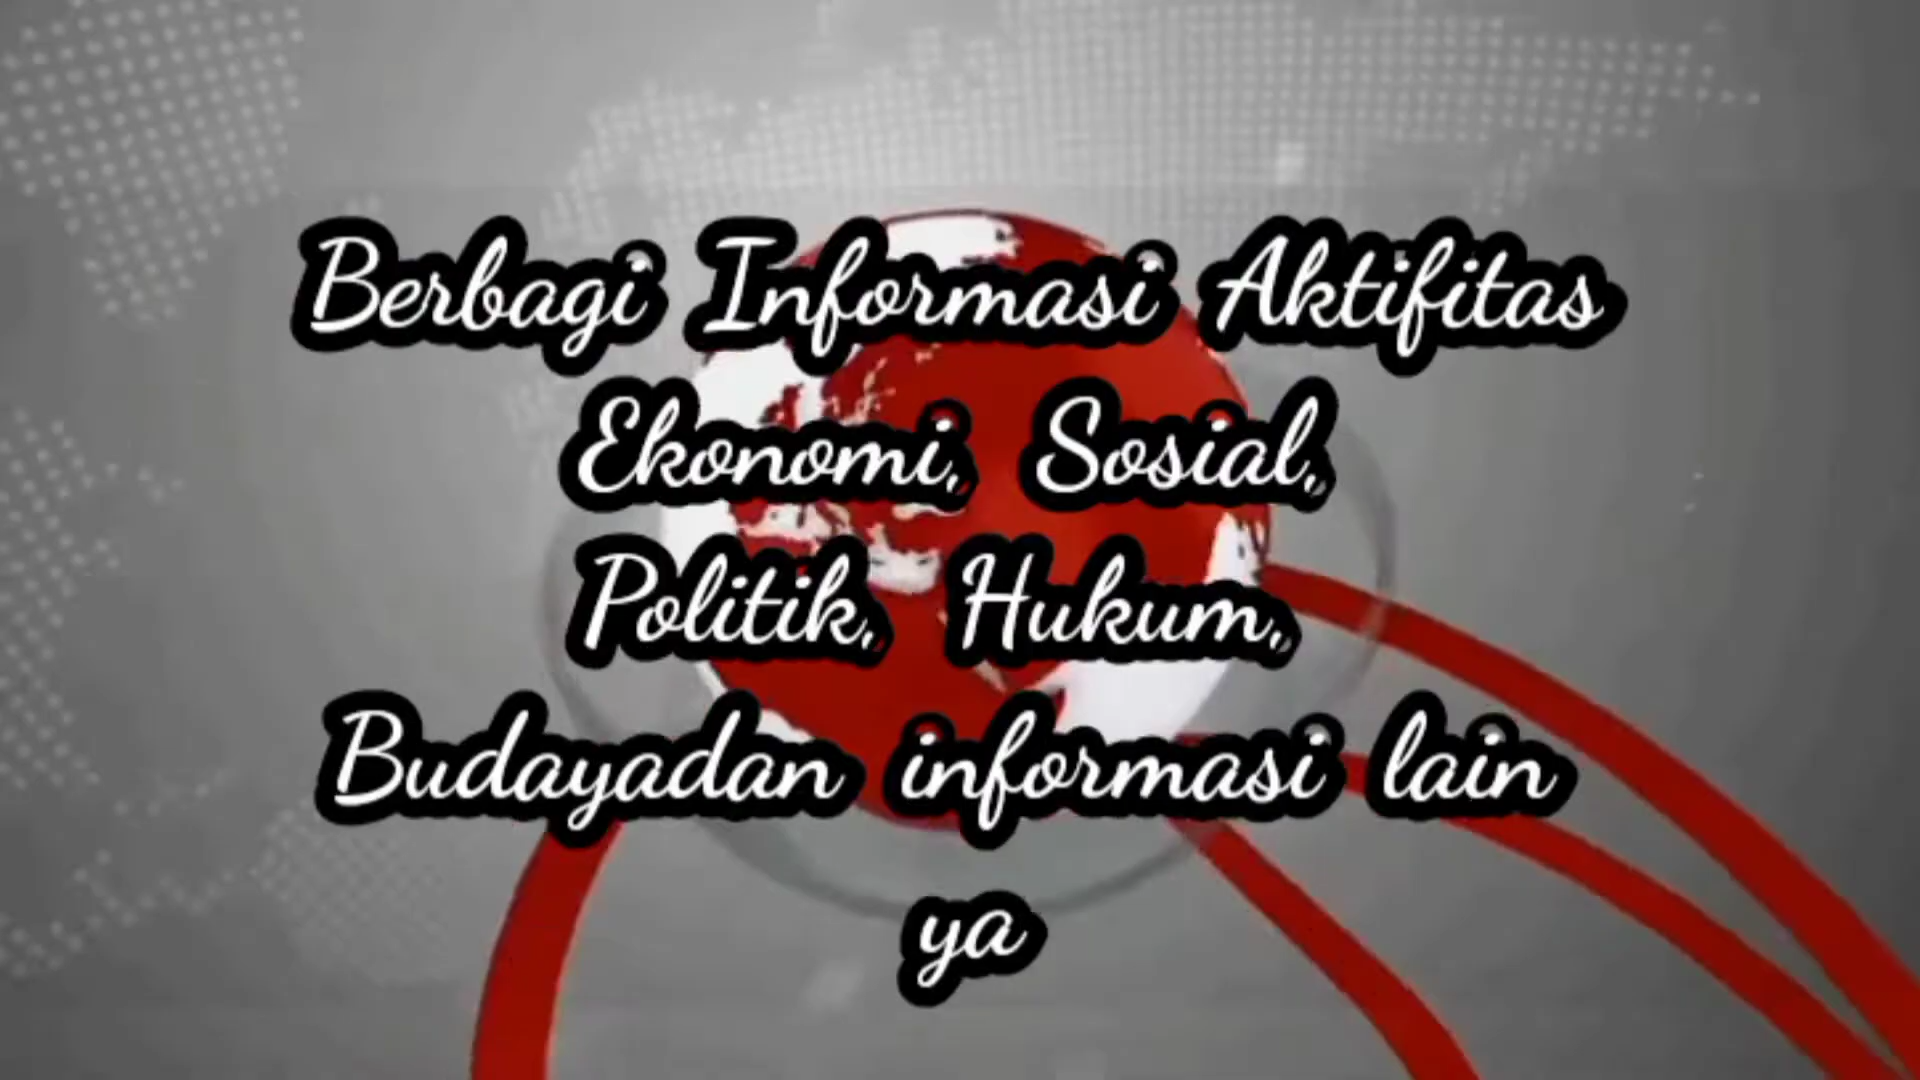 Berbagi Informasi Aktifitas
Ekonomi, Sosial,
Politik, Hukum,
Budayadan informasi lain
ya